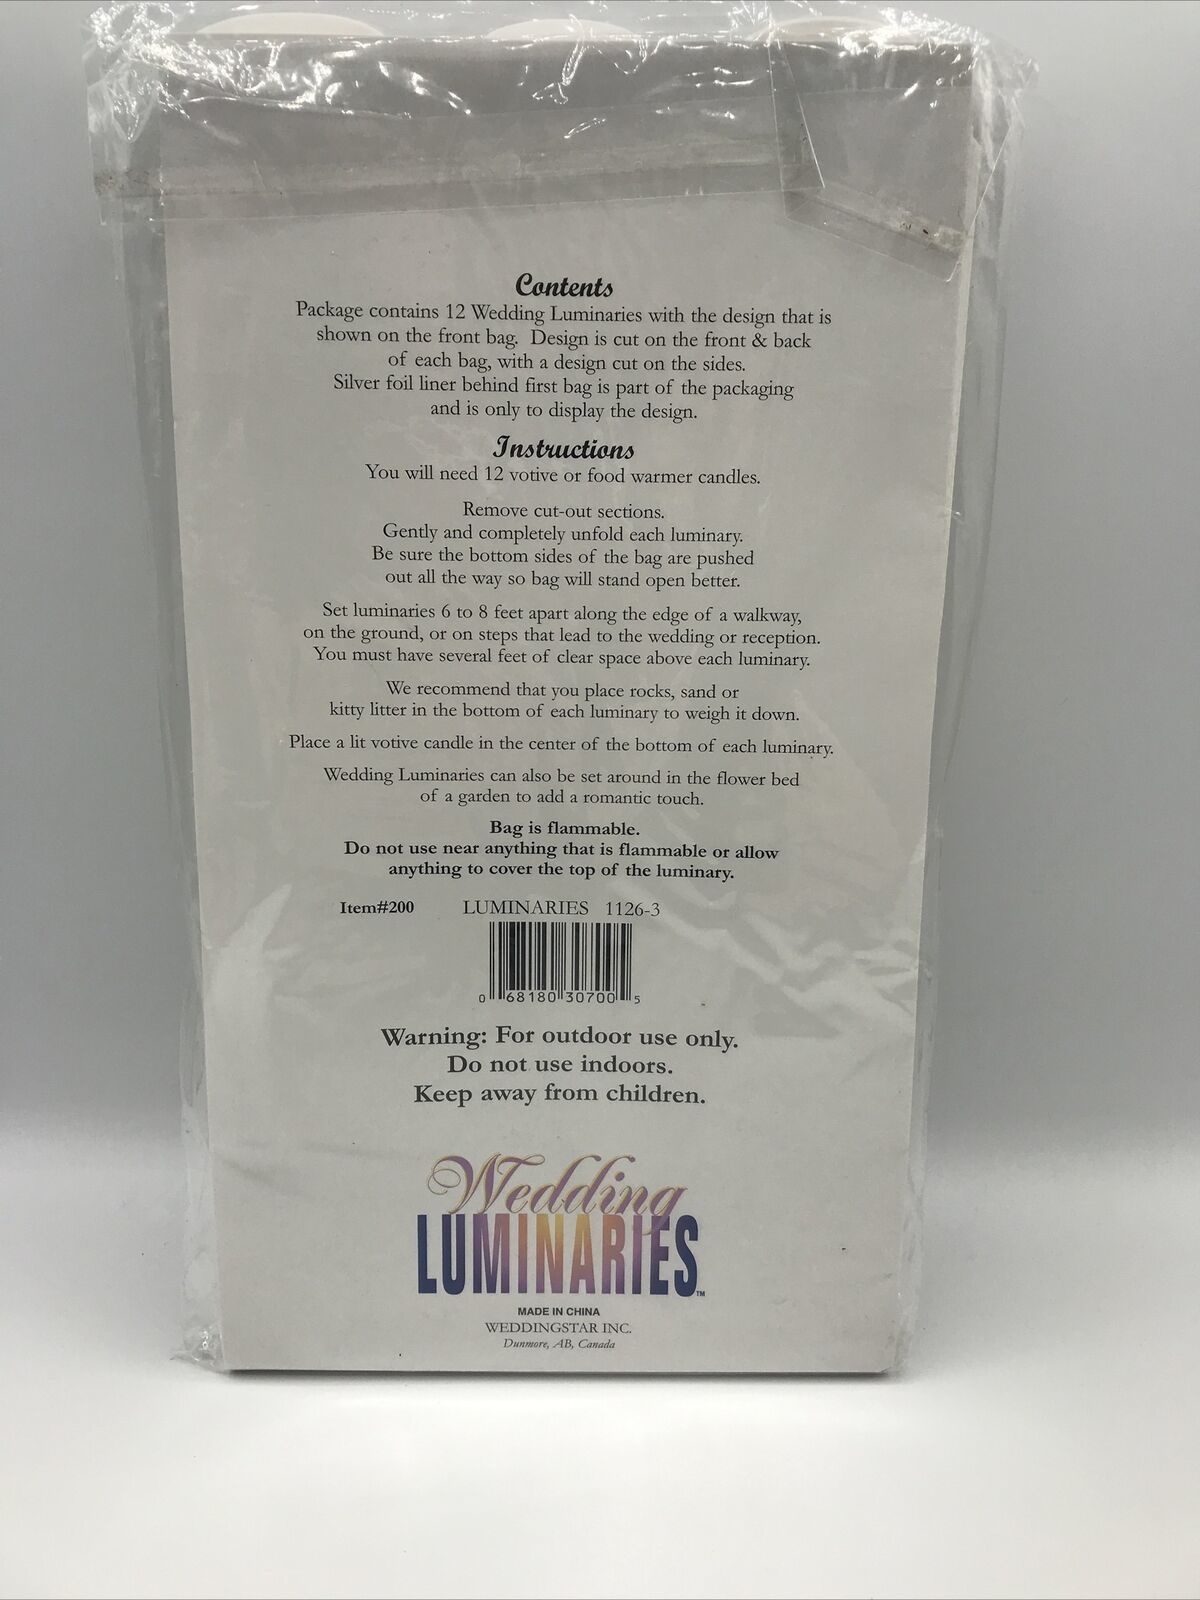 Contents
Package contains 12 Wedding Luminaries with the design that is
shown on the front bag. Design is cut on the front & back
of each bag, with a design cut on the sides.
Silver foil liner behind first bag is part of the packaging
and is only to display the design.
Instructions
You will need 12 votive or food warmer candles.
Remove cut-out sections.
Gently and completely unfold each luminary.
Be sure the bottom sides of the bag are pushed
out all the way so bag will stand open better.
Set luminaries 6 to 8 feet apart along the edge of a walkway,
on the ground, or on steps that lead to the wedding or reception.
You must have several feet of clear space above each luminary.
We recommend that you place rocks, sand or
kitty litter in the bottom of each luminary to weigh it down.
Place a lit votive candle in the center of the bottom of each luminary.
Wedding Luminaries can also be set around in the flower bed
of a garden to add a romantic touch.
Bag is flammable.
Do not use near anything that is flammable or allow
anything to cover the top of the luminary.
Item#200 LUMINARIES 1126-3
0 68180 30700 5
Warning: For outdoor use only.
Do not use indoors.
Keep away from children.
Wedding
LUMINARIES™
MADE IN CHINA
WEDDINGSTAR INC.
Dunmore, AB, Canada